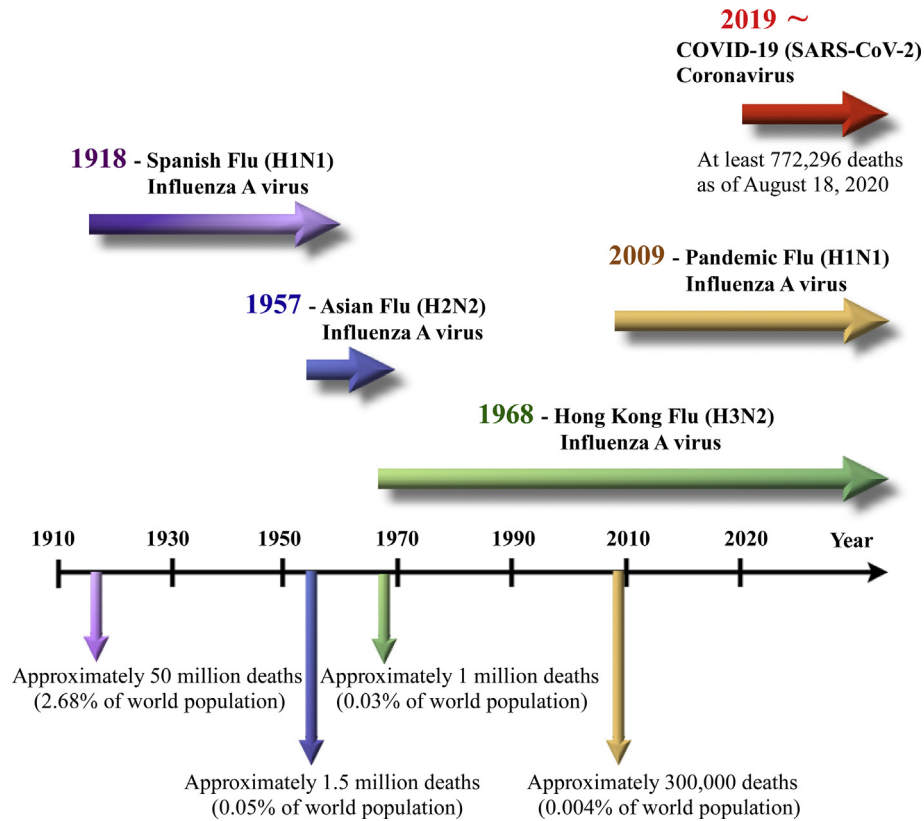 2019 ~
COVID-19 (SARS-CoV-2)
Coronavirus
At least 772,296 deaths
as of August 18, 2020
1918 - Spanish Flu (H1N1)
Influenza A virus
2009 - Pandemic Flu (H1N1)
Influenza A virus
1957 - Asian Flu (H2N2)
Influenza A virus
1968 - Hong Kong Flu (H3N2)
Influenza A virus
1910 1930 1950 1970 1990 2010 2020 Year
Approximately 50 million deaths
(2.68% of world population)
Approximately 1 million deaths
(0.03% of world population)
Approximately 1.5 million deaths
(0.05% of world population)
Approximately 300,000 deaths
(0.004% of world population)